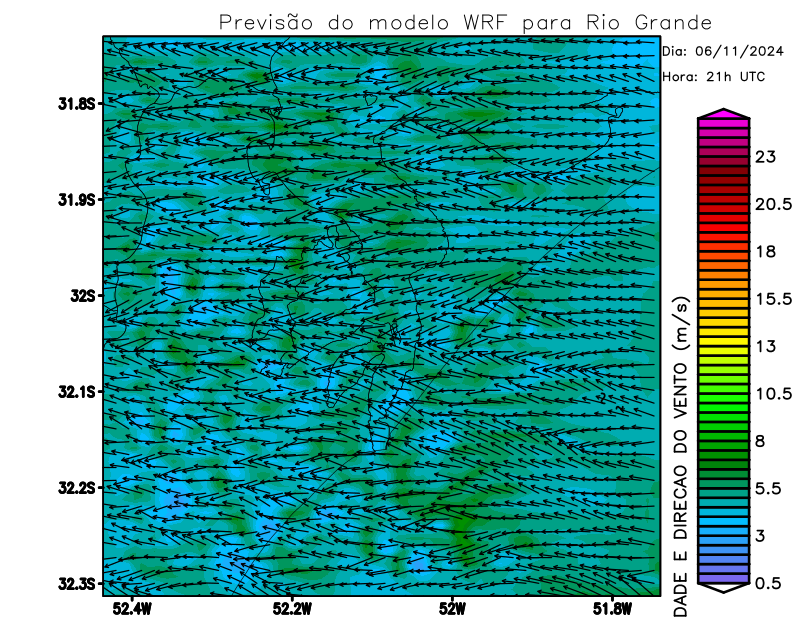 Previsão do modelo WRF para Rio Grande
Dia: 06/11/2024
Hora: 21h UTC
31.8S
31.9S
32S
32.1S
32.2S
32.3S
52.4W
52.2W
52W
51.8W
23
20.5
18
15.5
13
10.5
8
5.5
3
0.5
DADE E DIRECAO DO VENTO (m/s)